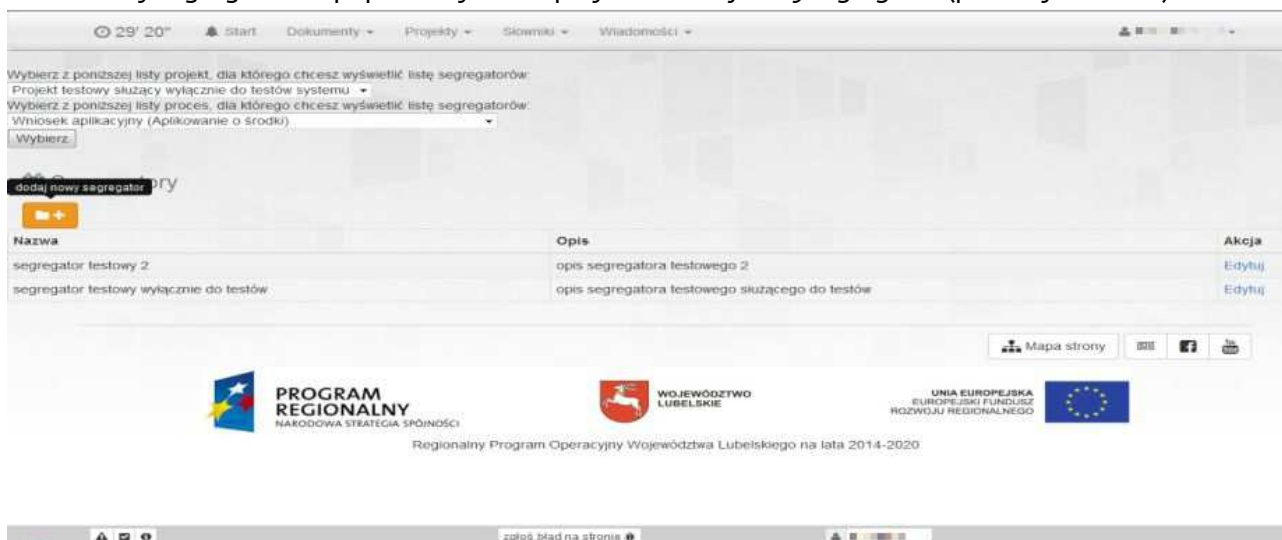 29' 20" Start Dokumenty Projekty Słowniki Wiadomości
Wybierz z poniższej listy projekt, dla którego chcesz wyświetlić listę segregatorów:
Projekt testowy służący wyłącznie do testów systemu
Wybierz z poniższej listy proces, dla którego chcesz wyświetlić listę segregatorów:
Wniosek aplikacyjny (Aplikowanie o środki)
Wybierz
dodaj nowy segregator
Nazwa Opis Akcja
segregator testowy 2 opis segregatora testowego 2 Edytuj
segregator testowy wyłącznie do testów opis segregatora testowego służącego do testów Edytuj
Mapa strony
PROGRAM
REGIONALNY
NARODOWA STRATEGIA SPÓJNOŚCI
WOJEWÓDZTWO
LUBELSKIE
UNIA EUROPEJSKA
EUROPEJSKI FUNDUSZ
ROZWOJU REGIONALNEGO
Regionalny Program Operacyjny Województwa Lubelskiego na lata 2014-2020
zgłoś błąd na stronie